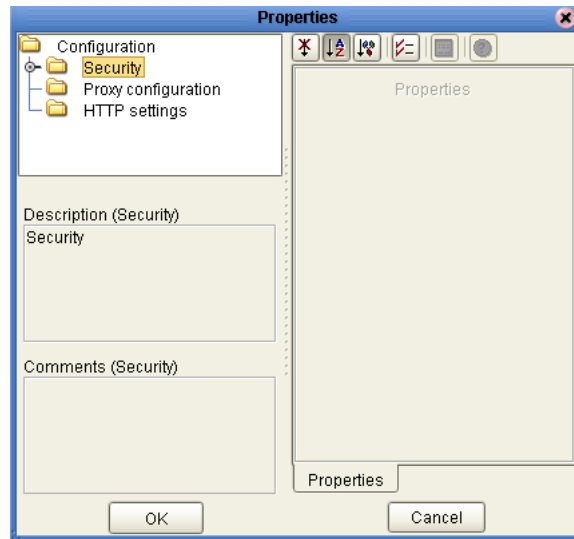 Properties
Configuration
Security
Proxy configuration
HTTP settings
Description (Security)
Security
Comments (Security)
OK
Properties
Properties
Cancel